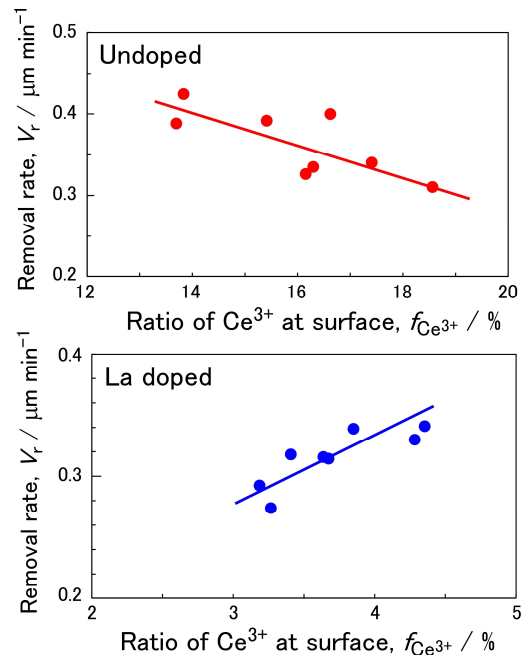 0.5
Undoped
0.4
0.3
0.2
Removal rate, Vr / μm min⁻¹
12 14 16 18 20
Ratio of Ce³⁺ at surface, fCe³⁺ / %
0.4
La doped
0.3
0.2
Removal rate, Vr / μm min⁻¹
2 3 4 5
Ratio of Ce³⁺ at surface, fCe³⁺ / %